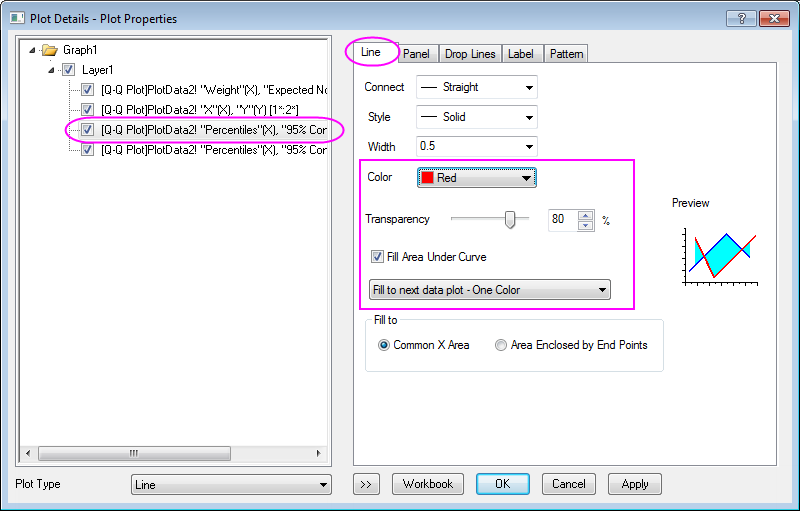 Plot Details - Plot Properties
Graph1
Layer1
[Q-Q Plot]PlotData2! "Weight"(X), "Expected No
[Q-Q Plot]PlotData2! "X"(X), "Y"(Y) [1*:2*]
[Q-Q Plot]PlotData2! "Percentiles"(X), "95% Con
[Q-Q Plot]PlotData2! "Percentiles"(X), "95% Con
Plot Type Line
Line Panel Drop Lines Label Pattern
Connect Straight
Style Solid
Width 0.5
Color Red
Transparency 80 %
Fill Area Under Curve
Fill to next data plot - One Color
Fill to
Common X Area Area Enclosed by End Points
Preview
>> Workbook OK Cancel Apply